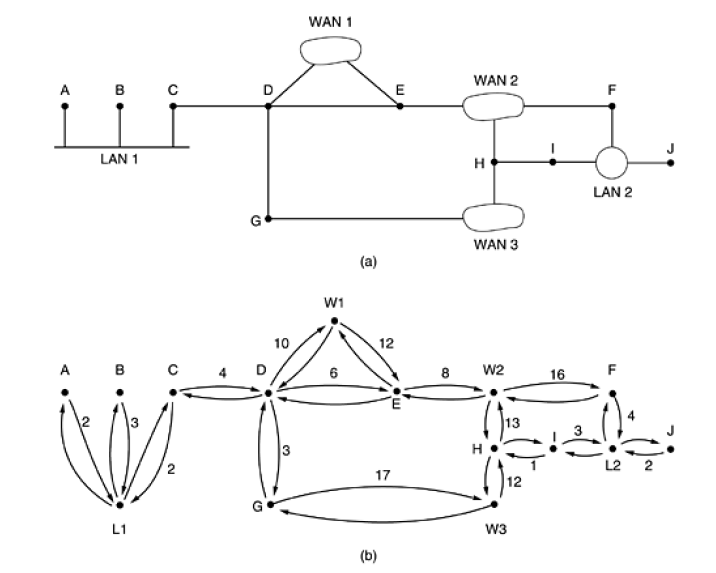 WAN 1
A B C D E WAN 2 F
LAN 1 H I J
LAN 2
G WAN 3
(a)
W1
10 12
A B C 4 D 6 E 8 W2 16 F
2 3 2 3 13 H I 3 4 J
1 L2 2
17 12
L1 G W3
(b)